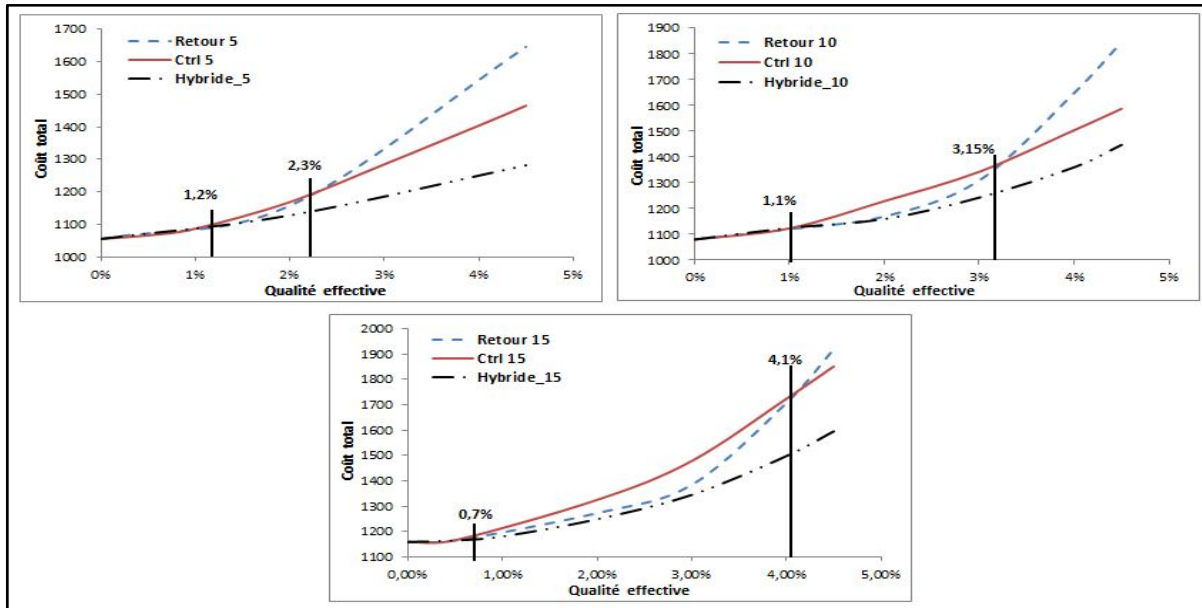 1700
1600
1500
1400
1300
1200
1100
1000
Coût total
Retour 5
Ctrl 5
Hybride_5
1,2%
2,3%
0% 1% 2% 3% 4% 5%
Qualité effective
1900
1800
1700
1600
1500
1400
1300
1200
1100
1000
Coût total
Retour 10
Ctrl 10
Hybride_10
1,1%
3,15%
0% 1% 2% 3% 4% 5%
Qualité effective
2000
1900
1800
1700
1600
1500
1400
1300
1200
1100
Coût total
Retour 15
Ctrl 15
Hybride_15
0,7%
4,1%
0,00% 1,00% 2,00% 3,00% 4,00% 5,00%
Qualité effective